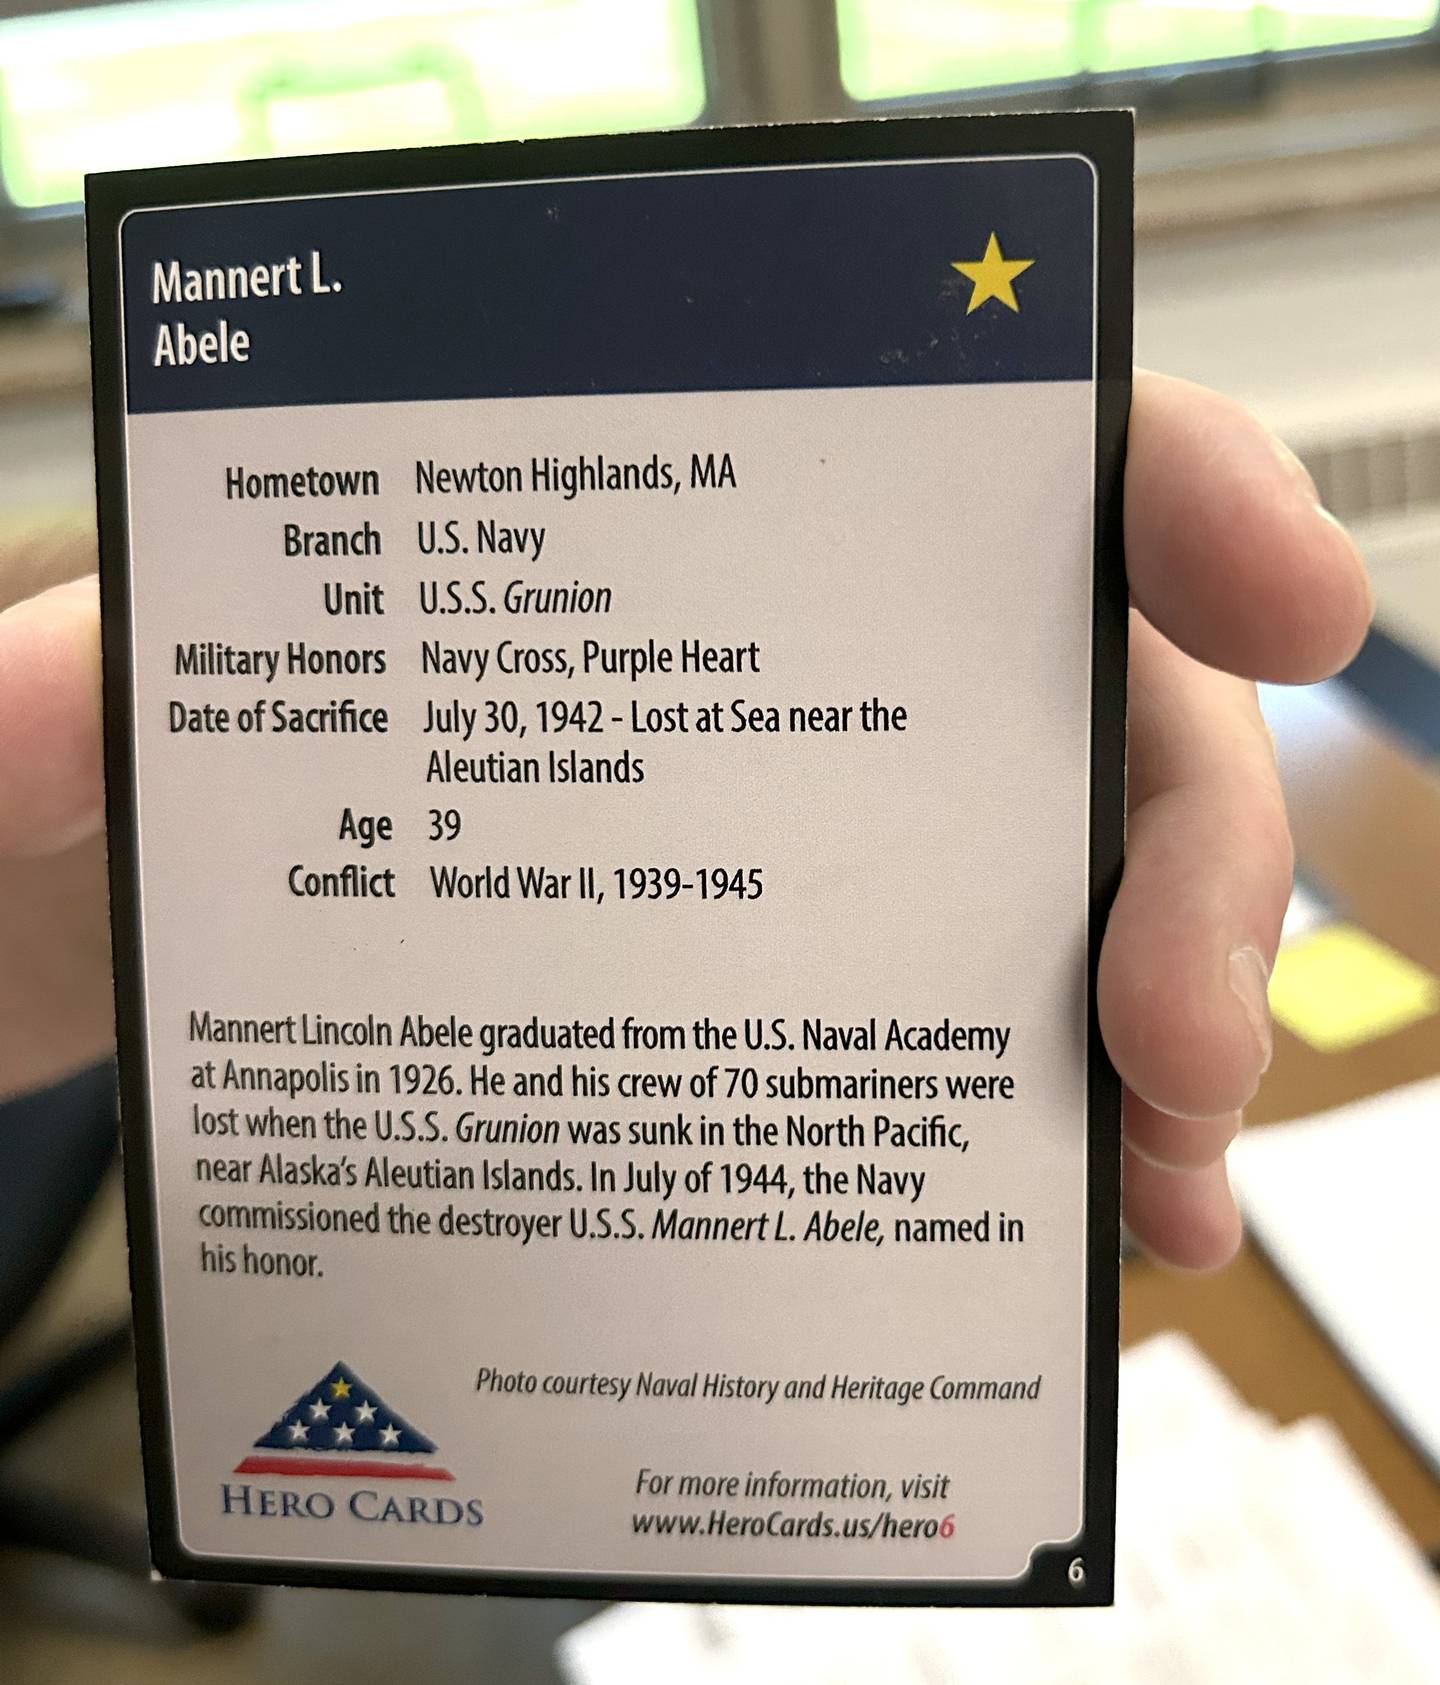 Mannert L.
Abele
Hometown Newton Highlands, MA
Branch U.S. Navy
Unit U.S.S. Grunion
Military Honors Navy Cross, Purple Heart
Date of Sacrifice July 30, 1942 - Lost at Sea near the
Aleutian Islands
Age 39
Conflict World War II, 1939-1945
Mannert Lincoln Abele graduated from the U.S. Naval Academy
at Annapolis in 1926. He and his crew of 70 submariners were
lost when the U.S.S. Grunion was sunk in the North Pacific,
near Alaska's Aleutian Islands. In July of 1944, the Navy
commissioned the destroyer U.S.S. Mannert L. Abele, named in
his honor.
Photo courtesy Naval History and Heritage Command
HERO CARDS
For more information, visit
www.HeroCards.us/hero6
6